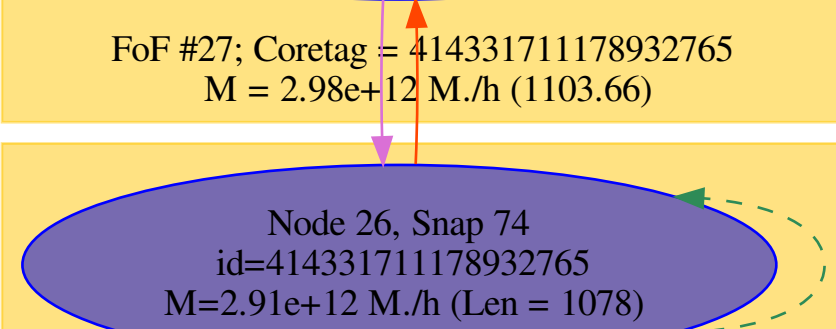 FoF #27; Coretag = 414331711178932765
M = 2.98e+12 M./h (1103.66)
Node 26, Snap 74
id=414331711178932765
M=2.91e+12 M./h (Len = 1078)